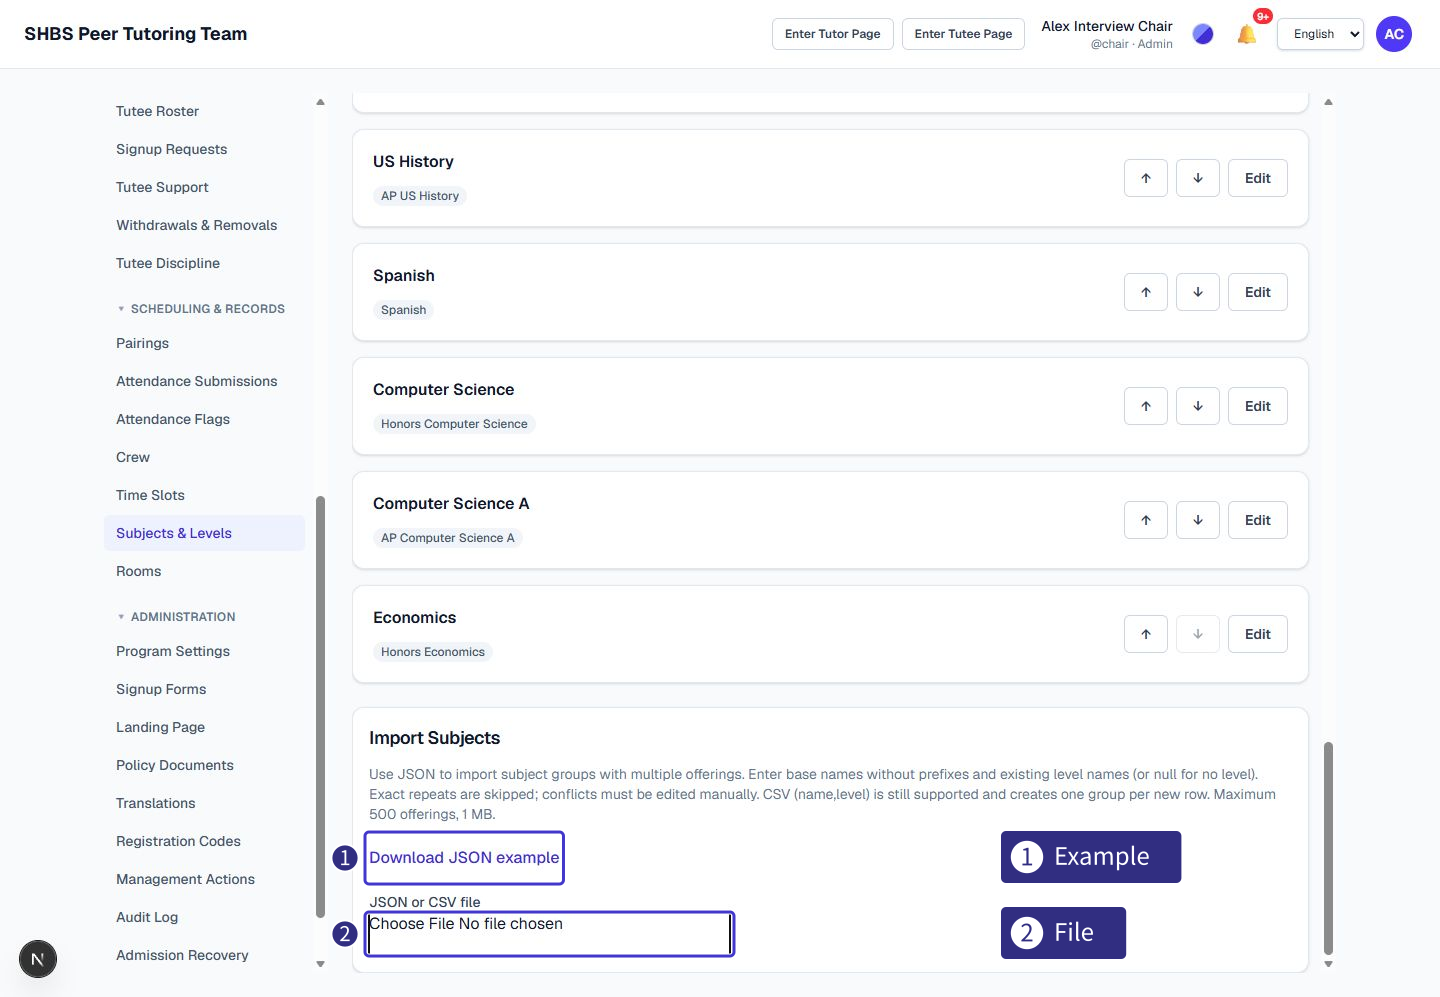 SHBS Peer Tutoring Team
Enter Tutor Page
Enter Tutee Page
Alex Interview Chair
@chair · Admin
9+
English
AC
Tutee Roster
Signup Requests
Tutee Support
Withdrawals & Removals
Tutee Discipline
SCHEDULING & RECORDS
Pairings
Attendance Submissions
Attendance Flags
Crew
Time Slots
Subjects & Levels
Rooms
ADMINISTRATION
Program Settings
Signup Forms
Landing Page
Policy Documents
Translations
Registration Codes
Management Actions
Audit Log
Admission Recovery
N
US History
AP US History
↑
↓
Edit
Spanish
Spanish
↑
↓
Edit
Computer Science
Honors Computer Science
↑
↓
Edit
Computer Science A
AP Computer Science A
↑
↓
Edit
Economics
Honors Economics
↑
↓
Edit
Import Subjects
Use JSON to import subject groups with multiple offerings. Enter base names without prefixes and existing level names (or null for no level).
Exact repeats are skipped; conflicts must be edited manually. CSV (name,level) is still supported and creates one group per new row. Maximum
500 offerings, 1 MB.
1 Download JSON example
1 Example
JSON or CSV file
2 Choose File No file chosen
2 File